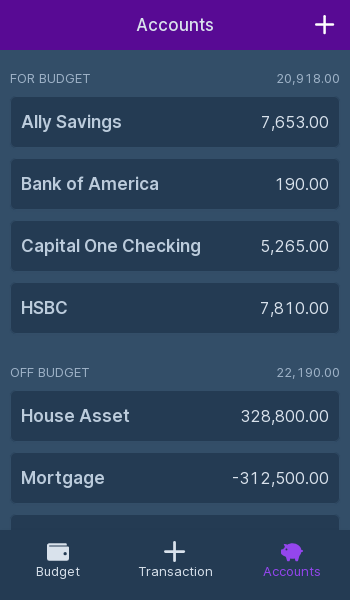 Accounts
FOR BUDGET 20,918.00
Ally Savings 7,653.00
Bank of America 190.00
Capital One Checking 5,265.00
HSBC 7,810.00
OFF BUDGET 22,190.00
House Asset 328,800.00
Mortgage -312,500.00
Budget Transaction Accounts